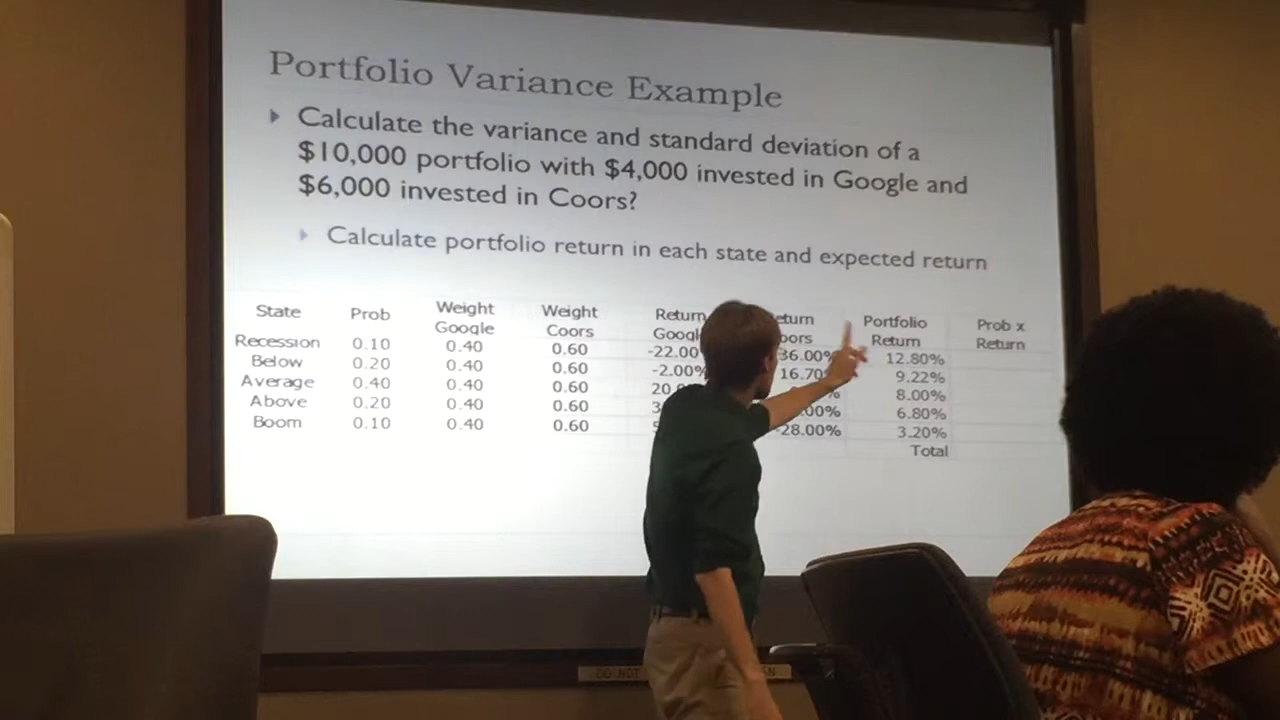 Portfolio Variance Example
Calculate the variance and standard deviation of a
$10,000 portfolio with $4,000 invested in Google and
$6,000 invested in Coors?
Calculate portfolio return in each state and expected return
State Prob Weight Google Weight Coors Return Portfolio Return Prob x Return
Recession 0.10 0.40 0.60 -22.00 36.00% 12.80%
Below 0.20 0.40 0.60 -2.00% 16.70 9.22%
Average 0.40 0.40 0.60 20 8.00%
Above 0.20 0.40 0.60 6.80%
Boom 0.10 0.40 0.60 -28.00% 3.20%
Total
DO NOT